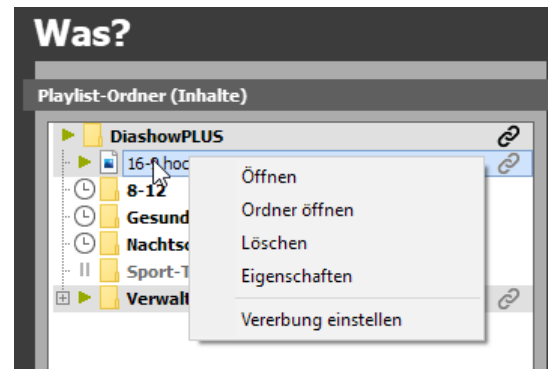 Was?
Playlist-Ordner (Inhalte)
DiashowPLUS
16-9 hoc
8-12
Gesund
Nachtsc
Sport-T
Verwalt
Öffnen
Ordner öffnen
Löschen
Eigenschaften
Vererbung einstellen